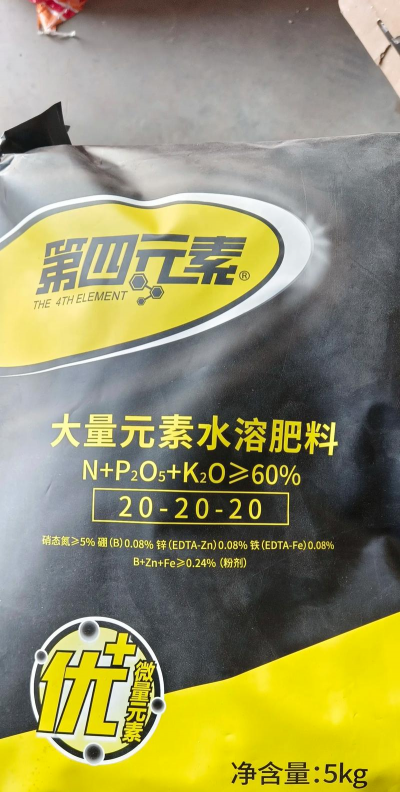 第四元素®
THE 4TH ELEMENT
大量元素水溶肥料
N+P₂O₅+K₂O≥60%
20-20-20
硝态氮≥5% 硼(B)0.08% 锌(EDTA-Zn)0.08% 铁(EDTA-Fe)0.08%
B+Zn+Fe≥0.24%(粉剂)
优+
微量元素
净含量:5kg